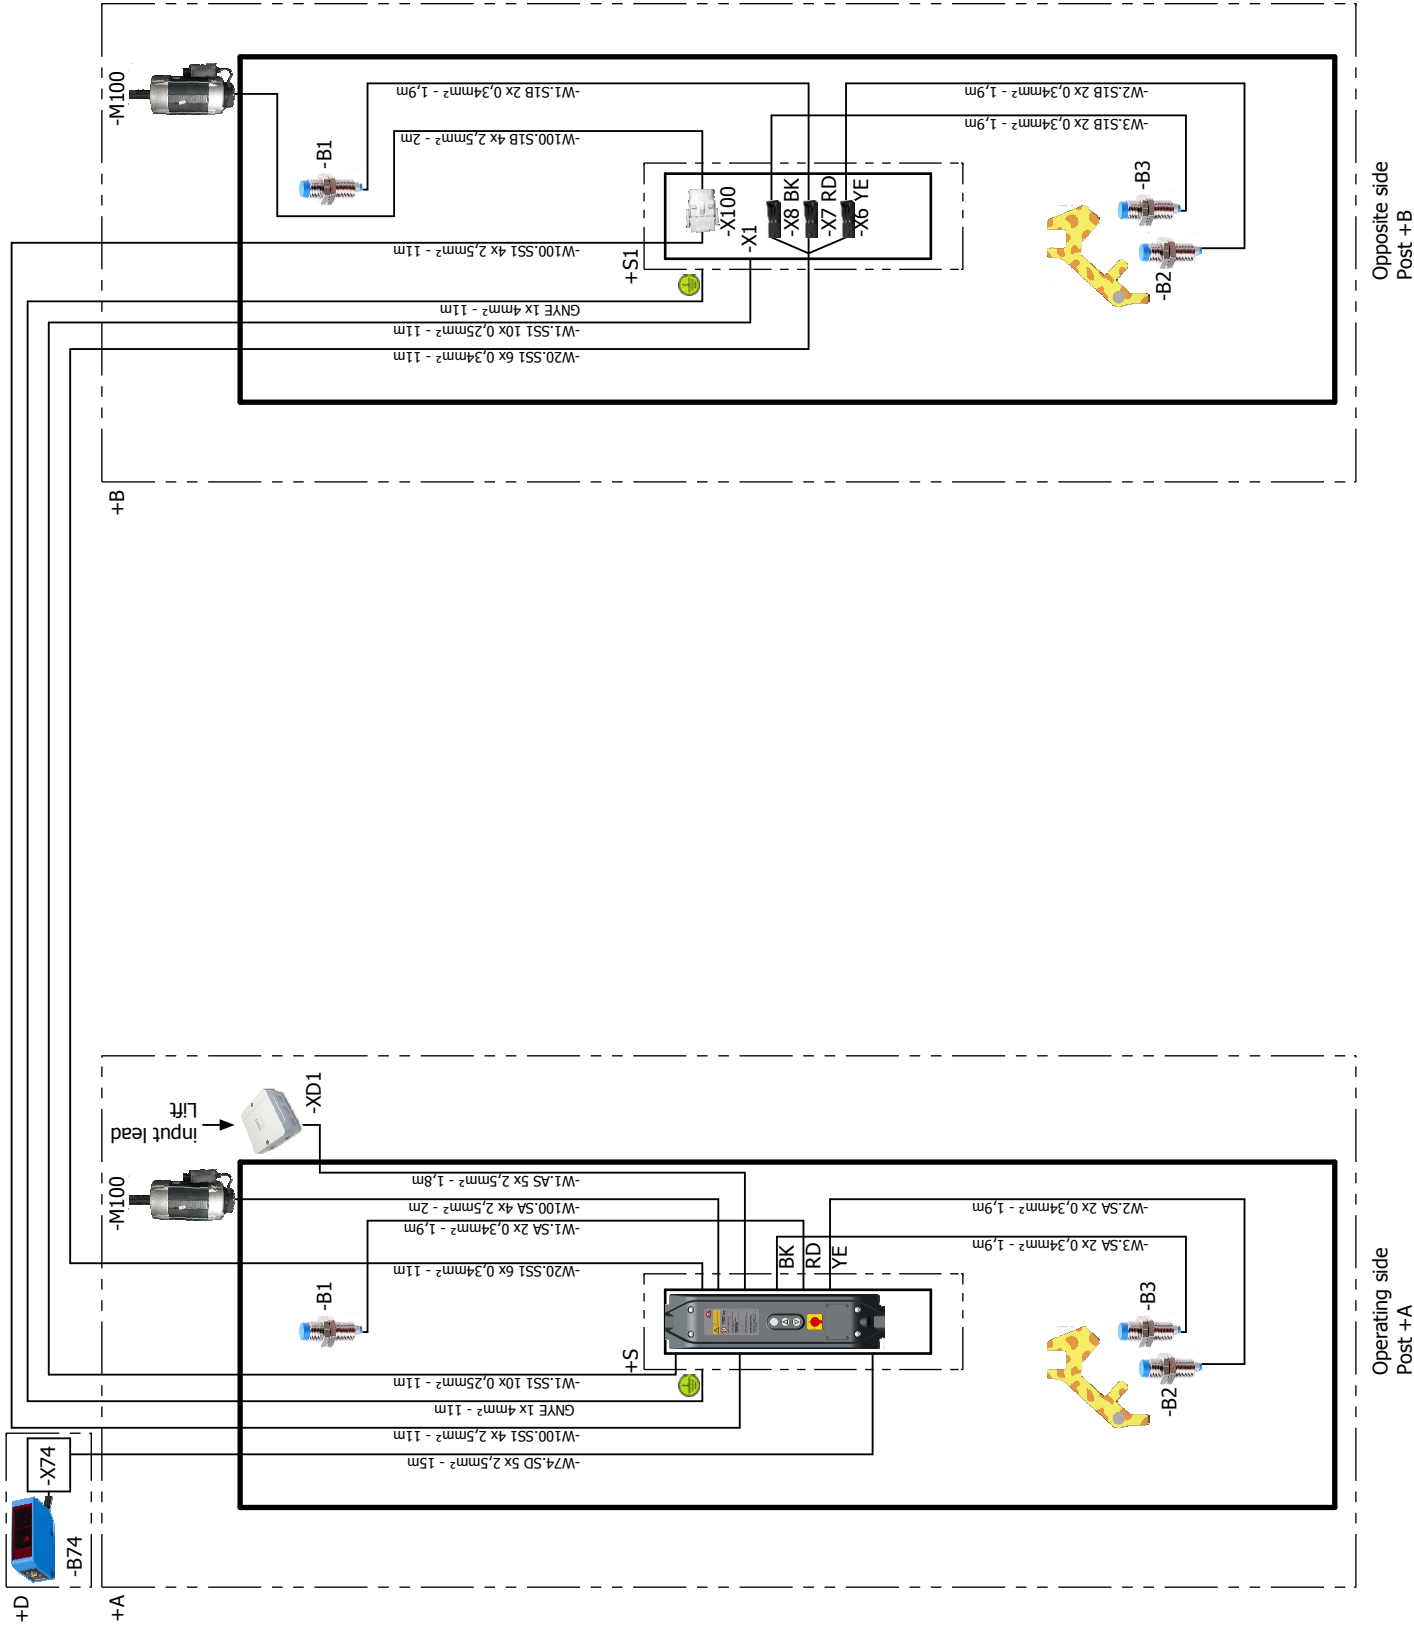 -M100
-W1.S1B 2x 0,34mm² - 1,9m
-W2.S1B 2x 0,34mm² - 1,9m
-W3.S1B 2x 0,34mm² - 1,9m
-W100.S1B 4x 2,5mm² - 2m
-B1
-X100
-X1
-X8 BK
-X7 RD
-X6 YE
-B3
-B2
+S1
-W100.SS1 4x 2,5mm² - 11m
GNYE 1x 4mm² - 11m
-W1.SS1 10x 0,25mm² - 11m
-W20.SS1 6x 0,34mm² - 11m
Opposite side
Post +B
+B
input lead
Lift
-XD1
-M100
-W1.AS 5x 2,5mm² - 1,8m
-W100.SA 4x 2,5mm² - 2m
-W1.SA 2x 0,34mm² - 1,9m
-W2.SA 2x 0,34mm² - 1,9m
-W3.SA 2x 0,34mm² - 1,9m
BK
RD
YE
-W20.SS1 6x 0,34mm² - 11m
-B1
-B3
-B2
+S
-W1.SS1 10x 0,25mm² - 11m
GNYE 1x 4mm² - 11m
-W100.SS1 4x 2,5mm² - 11m
-W74.SD 5x 2,5mm² - 15m
Operating side
Post +A
-X74
-B74
+D
+A